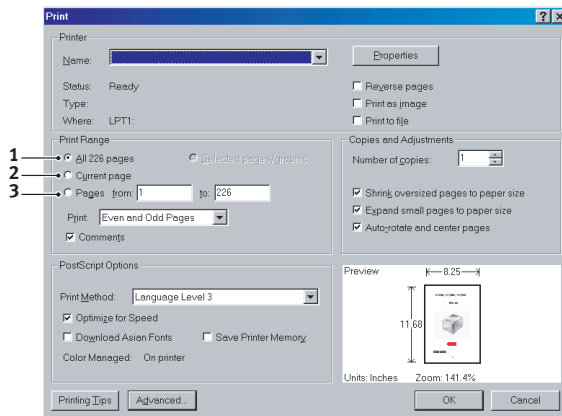 Print
Printer
Name:
Properties
Status: Ready
Reverse pages
Type:
Print as image
Where: LPT1:
Print to file
Print Range
1
All 226 pages
Selected pages/graphic
2
Current page
3
Pages from: 1 to: 226
Print: Even and Odd Pages
Comments
Copies and Adjustments
Number of copies: 1
Shrink oversized pages to paper size
Expand small pages to paper size
Auto-rotate and center pages
PostScript Options
Print Method: Language Level 3
Optimize for Speed
Download Asian Fonts
Save Printer Memory
Color Managed: On printer
Preview
8.25
11.68
Units: Inches Zoom: 141.4%
Printing Tips
Advanced...
OK
Cancel